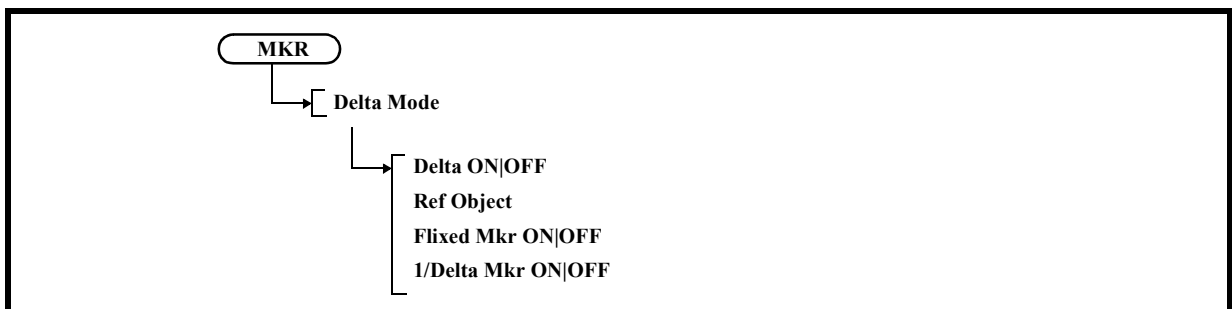 MKR
Delta Mode
Delta ON|OFF
Ref Object
Flixed Mkr ON|OFF
1/Delta Mkr ON|OFF